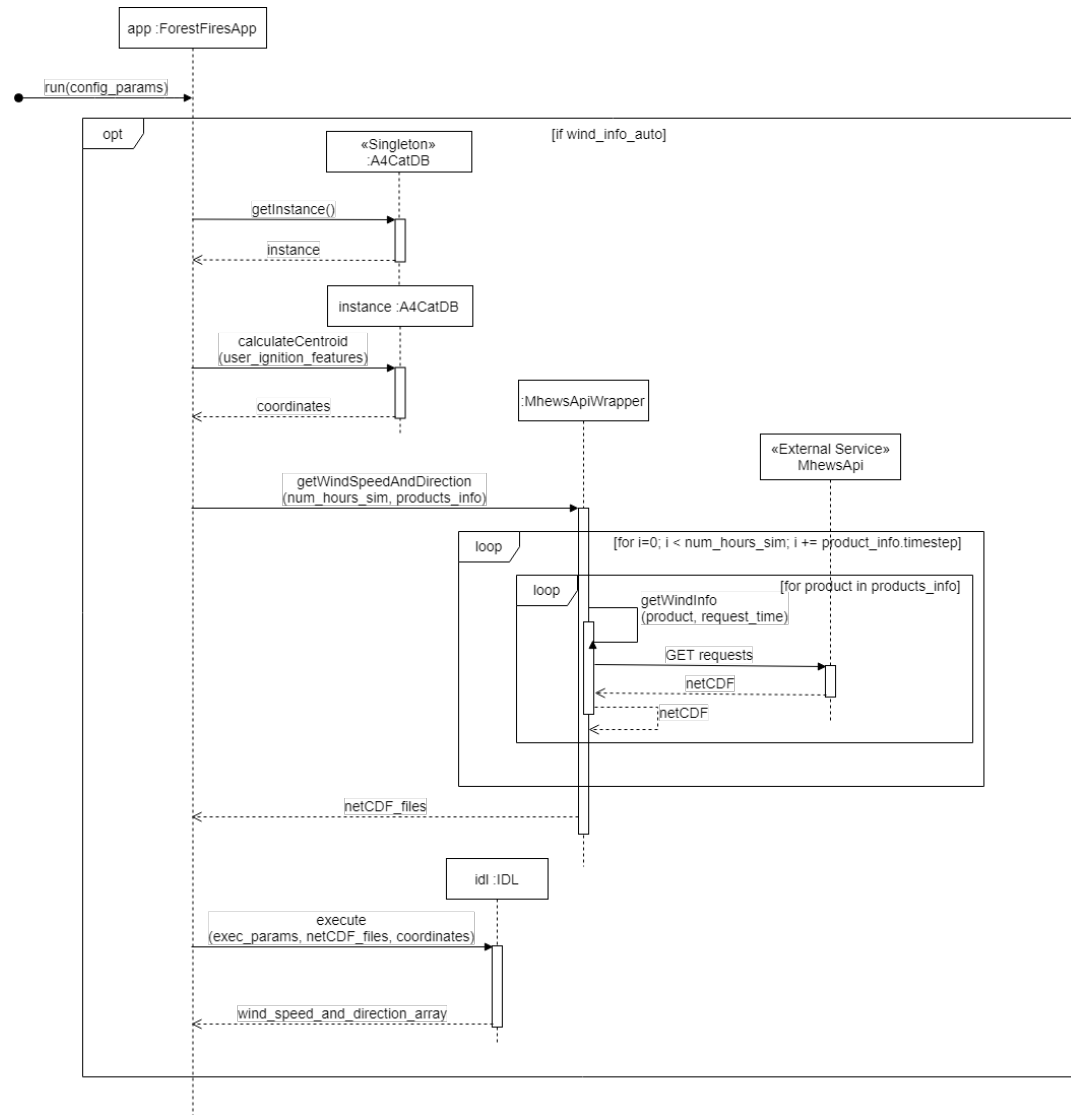 app :ForestFiresApp
run(config_params)
opt
[if wind_info_auto]
«Singleton»
:A4CatDB
getInstance()
instance
instance :A4CatDB
calculateCentroid
(user_ignition_features)
coordinates
:MhewsApiWrapper
«External Service»
MhewsApi
getWindSpeedAndDirection
(num_hours_sim, products_info)
loop
[for i=0; i < num_hours_sim; i += product_info.timestep]
loop
[for product in products_info]
getWindInfo
(product, request_time)
GET requests
netCDF
netCDF
netCDF_files
idl :IDL
execute
(exec_params, netCDF_files, coordinates)
wind_speed_and_direction_array